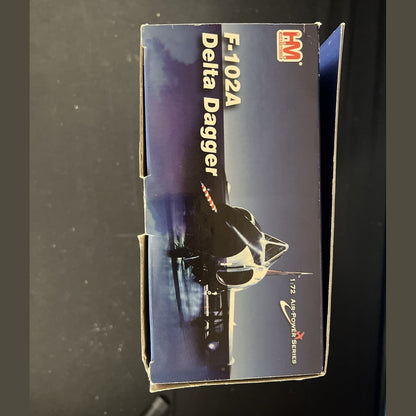 HM
F-102A
Delta Dagger
1:72 AIR POWER SERIES